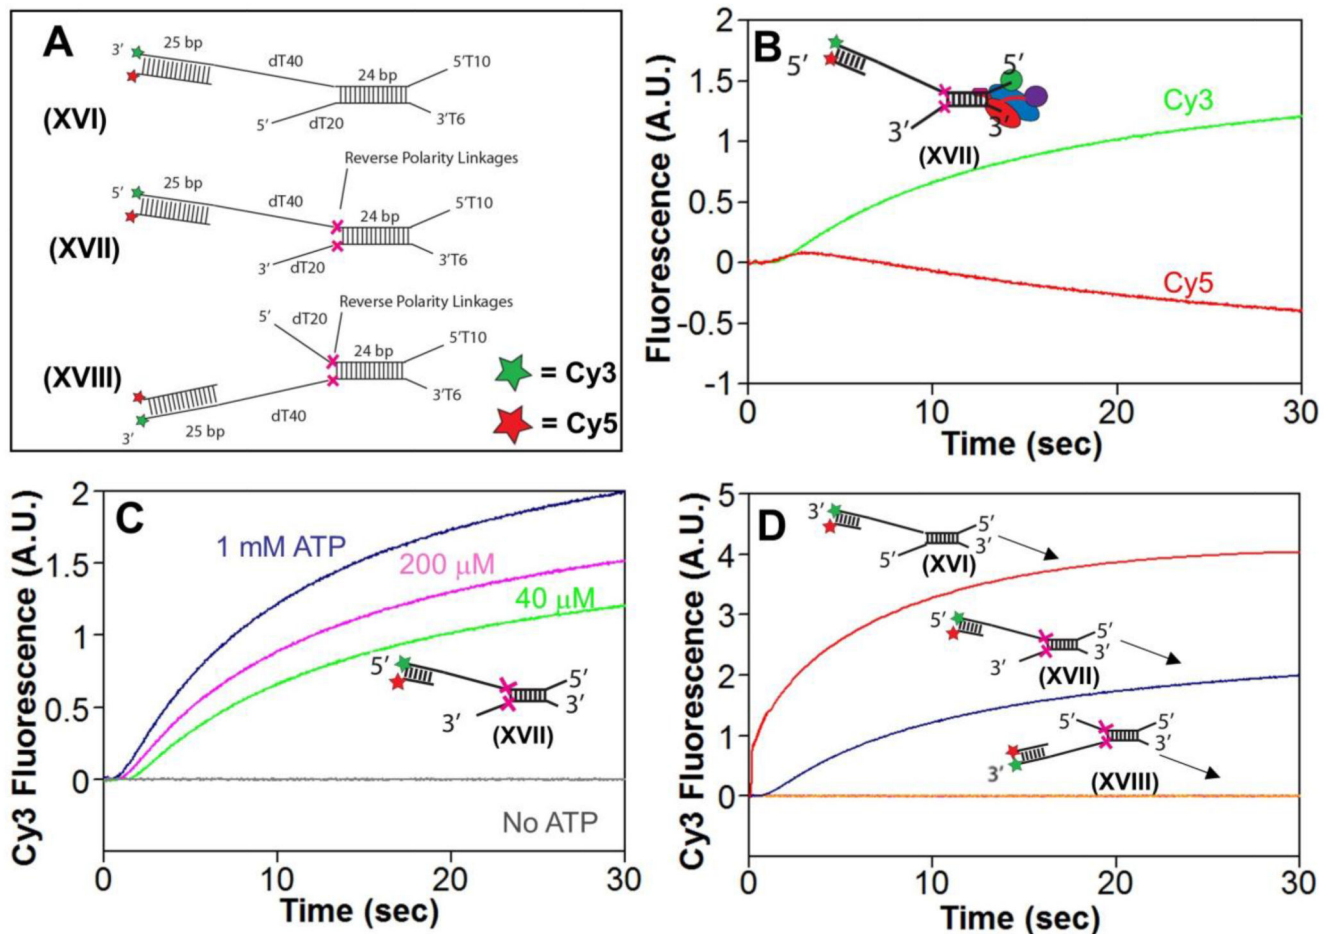 A
3′
25 bp
dT40
24 bp
5′T10
(XVI)
5′
dT20
3′T6
Reverse Polarity Linkages
5′
25 bp
dT40
24 bp
5′T10
(XVII)
3′
dT20
3′T6
Reverse Polarity Linkages
5′
dT20
24 bp
5′T10
(XVIII)
3′T6
dT40
3′
25 bp
= Cy3
= Cy5
B
Fluorescence (A.U.)
2
1.5
1
0.5
0
-0.5
-1
5′
5′
3′
3′
(XVII)
Cy3
Cy5
0
10
20
30
Time (sec)
C
Cy3 Fluorescence (A.U.)
2
1.5
1
0.5
0
1 mM ATP
200 μM
40 μM
5′
5′
3′
3′
(XVII)
No ATP
0
10
20
30
Time (sec)
D
Cy3 Fluorescence (A.U.)
5
4
3
2
1
0
3′
5′
5′
3′
(XVI)
5′
5′
3′
3′
(XVII)
5′
5′
3′
3′
(XVIII)
0
10
20
30
Time (sec)